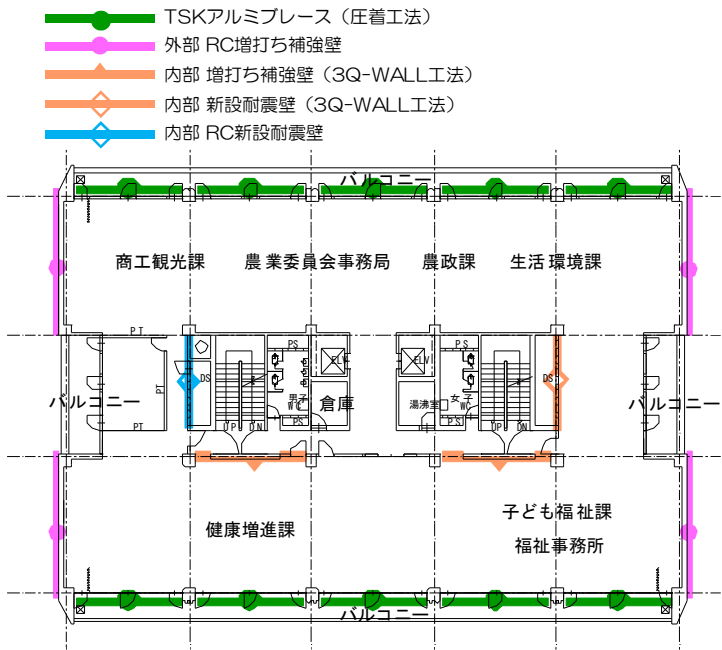 TSKアルミブレース（圧着工法）
外部 RC増打ち補強壁
内部 増打ち補強壁（3Q-WALL工法）
内部 新設耐震壁（3Q-WALL工法）
内部 RC新設耐震壁
バルコニー
商工観光課 農業委員会事務局 農政課 生活環境課
PT
PS
PS
ELV
ELV
DS
DS
PT
バルコニー
男子
WC
倉庫
湯沸室
女子
WC
バルコニー
PT
UP
DN
PS
PS
UP
DN
健康増進課
子ども福祉課
福祉事務所
バルコニー